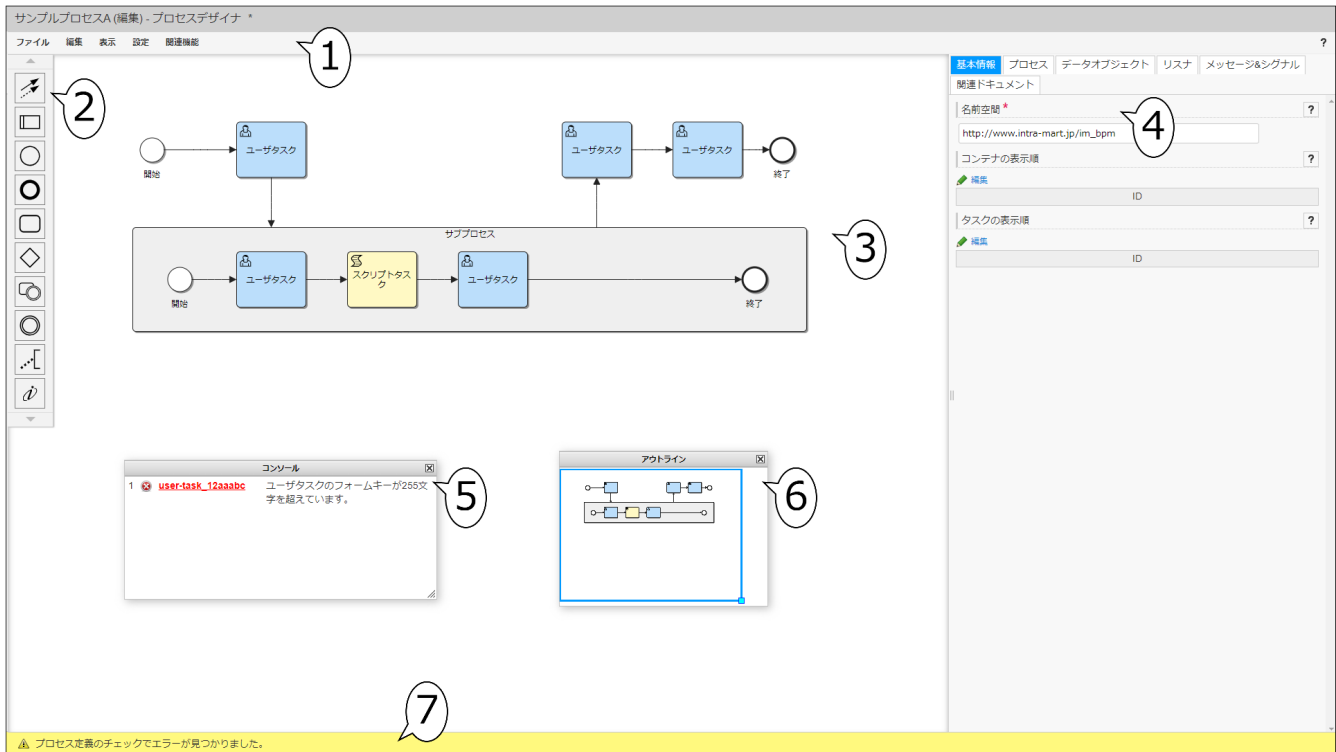 サンプルプロセスA (編集) - プロセスデザイナ *
ファイル 編集 表示 設定 関連機能 ?
1
2
基本情報 プロセス データオブジェクト リスナ メッセージ&シグナル
関連ドキュメント
名前空間 * ?
4
http://www.intra-mart.jp/im_bpm
コンテナの表示順 ?
編集
ID
タスクの表示順 ?
編集
ID
開始
ユーザタスク
ユーザタスク
ユーザタスク
終了
サブプロセス
3
開始
ユーザタスク
スクリプトタス
ク
ユーザタスク
終了
コンソール
1 user-task_12aaabc ユーザタスクのフォームキーが255文
字を超えています。
5
アウトライン
6
7
プロセス定義のチェックでエラーが見つかりました。